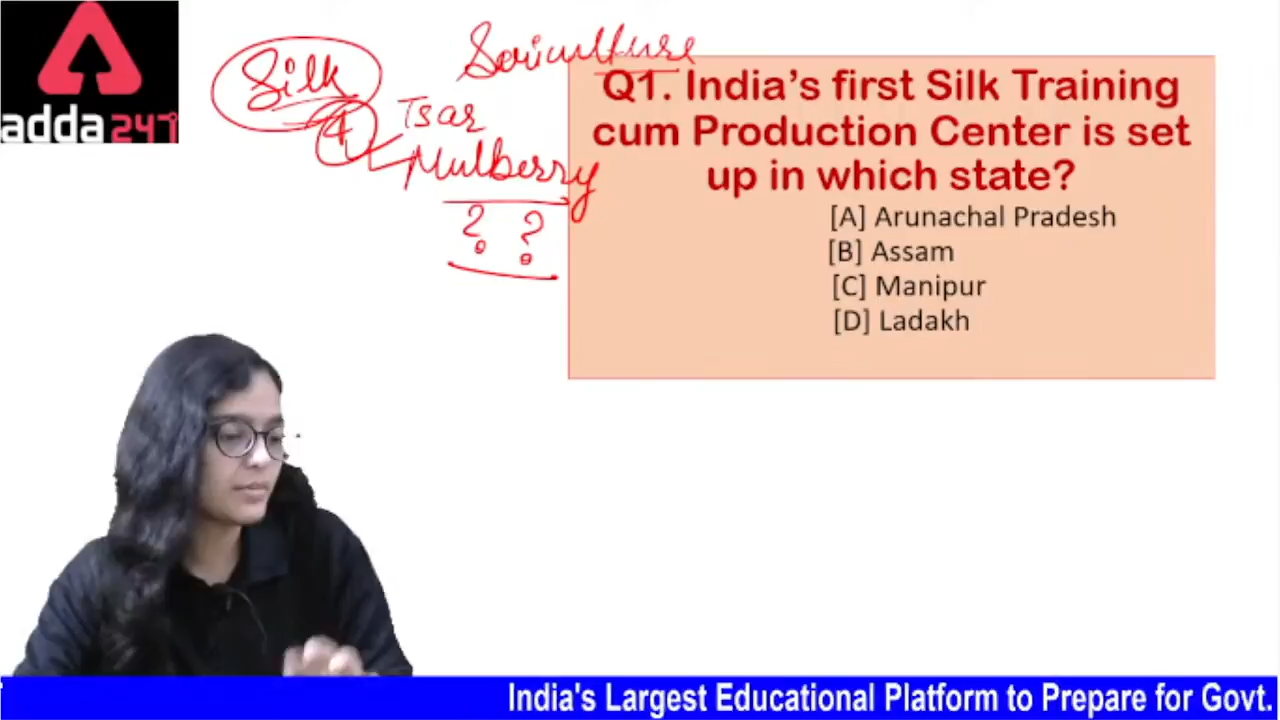 adda247
Silk
Sericulture
4
Tsar
Mulberry
? ?
Q1. India's first Silk Training
cum Production Center is set
up in which state?
[A] Arunachal Pradesh
[B] Assam
[C] Manipur
[D] Ladakh
India's Largest Educational Platform to Prepare for Govt.